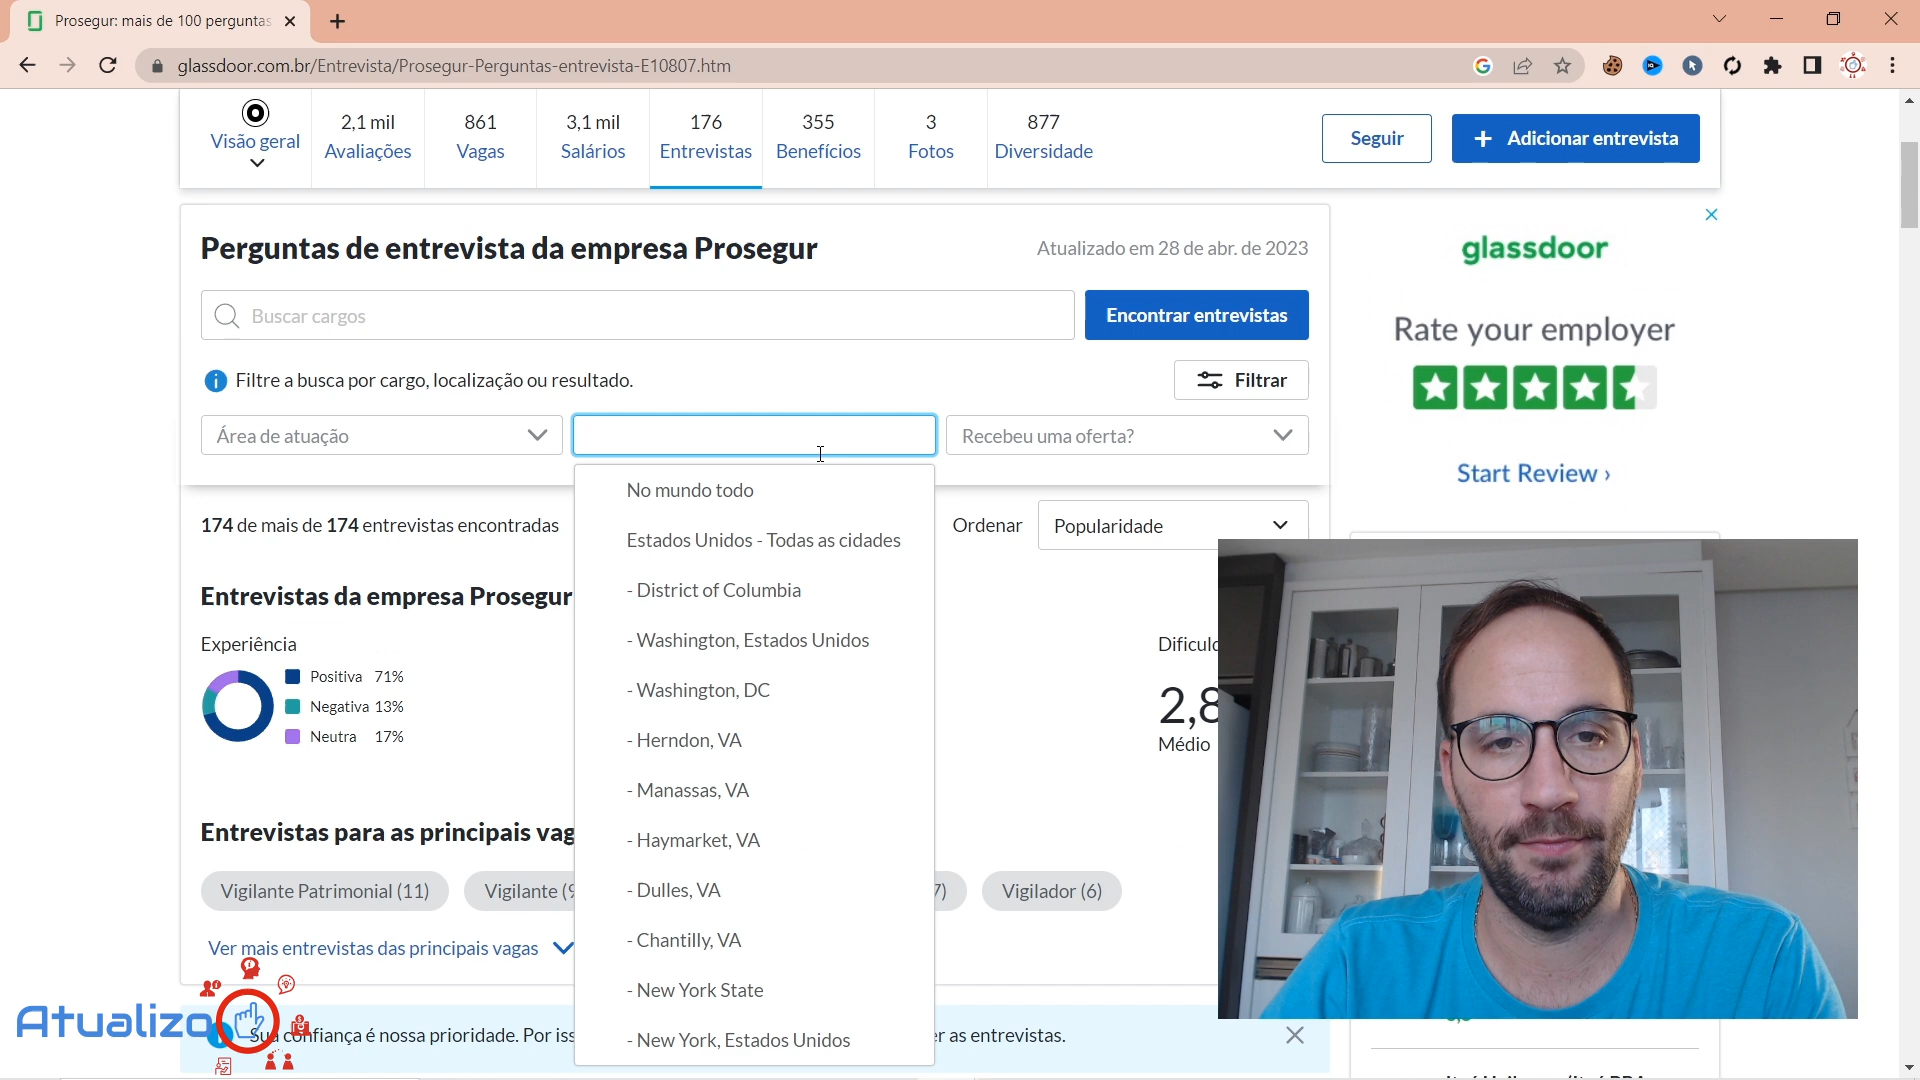 Prosegur: mais de 100 perguntas
glassdoor.com.br/Entrevista/Prosegur-Perguntas-entrevista-E10807.htm
Visão geral
2,1 mil
Avaliações
861
Vagas
3,1 mil
Salários
176
Entrevistas
355
Benefícios
3
Fotos
877
Diversidade
Seguir
+ Adicionar entrevista
Perguntas de entrevista da empresa Prosegur
Atualizado em 28 de abr. de 2023
Buscar cargos
Encontrar entrevistas
Filtre a busca por cargo, localização ou resultado.
Filtrar
Área de atuação
Recebeu uma oferta?
No mundo todo
Estados Unidos - Todas as cidades
- District of Columbia
- Washington, Estados Unidos
- Washington, DC
- Herndon, VA
- Manassas, VA
- Haymarket, VA
- Dulles, VA
- Chantilly, VA
- New York State
- New York, Estados Unidos
174 de mais de 174 entrevistas encontradas
Ordenar
Popularidade
Entrevistas da empresa Prosegur
Experiência
Positiva 71%
Negativa 13%
Neutra 17%
2,8
Médio
Entrevistas para as principais
Vigilante Patrimonial (11)
Vigilante
Vigilador (6)
Ver mais entrevistas das principais vagas
Sua confiança é nossa prioridade. Por
as entrevistas.
Atualizo
glassdoor
Rate your employer
Start Review ›